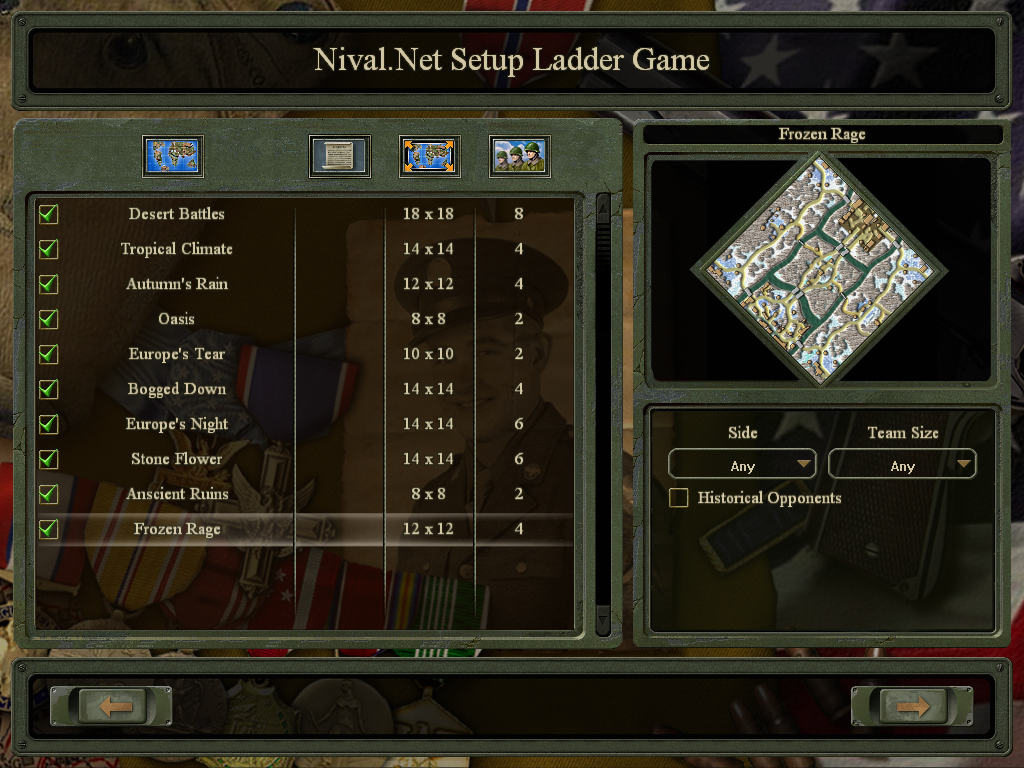 Nival.Net Setup Ladder Game
Frozen Rage
Desert Battles 18 x 18 8
Tropical Climate 14 x 14 4
Autumn's Rain 12 x 12 4
Oasis 8 x 8 2
Europe's Tear 10 x 10 2
Bogged Down 14 x 14 4
Europe's Night 14 x 14 6
Stone Flower 14 x 14 6
Anscient Ruins 8 x 8 2
Frozen Rage 12 x 12 4
Side Team Size
Any Any
Historical Opponents